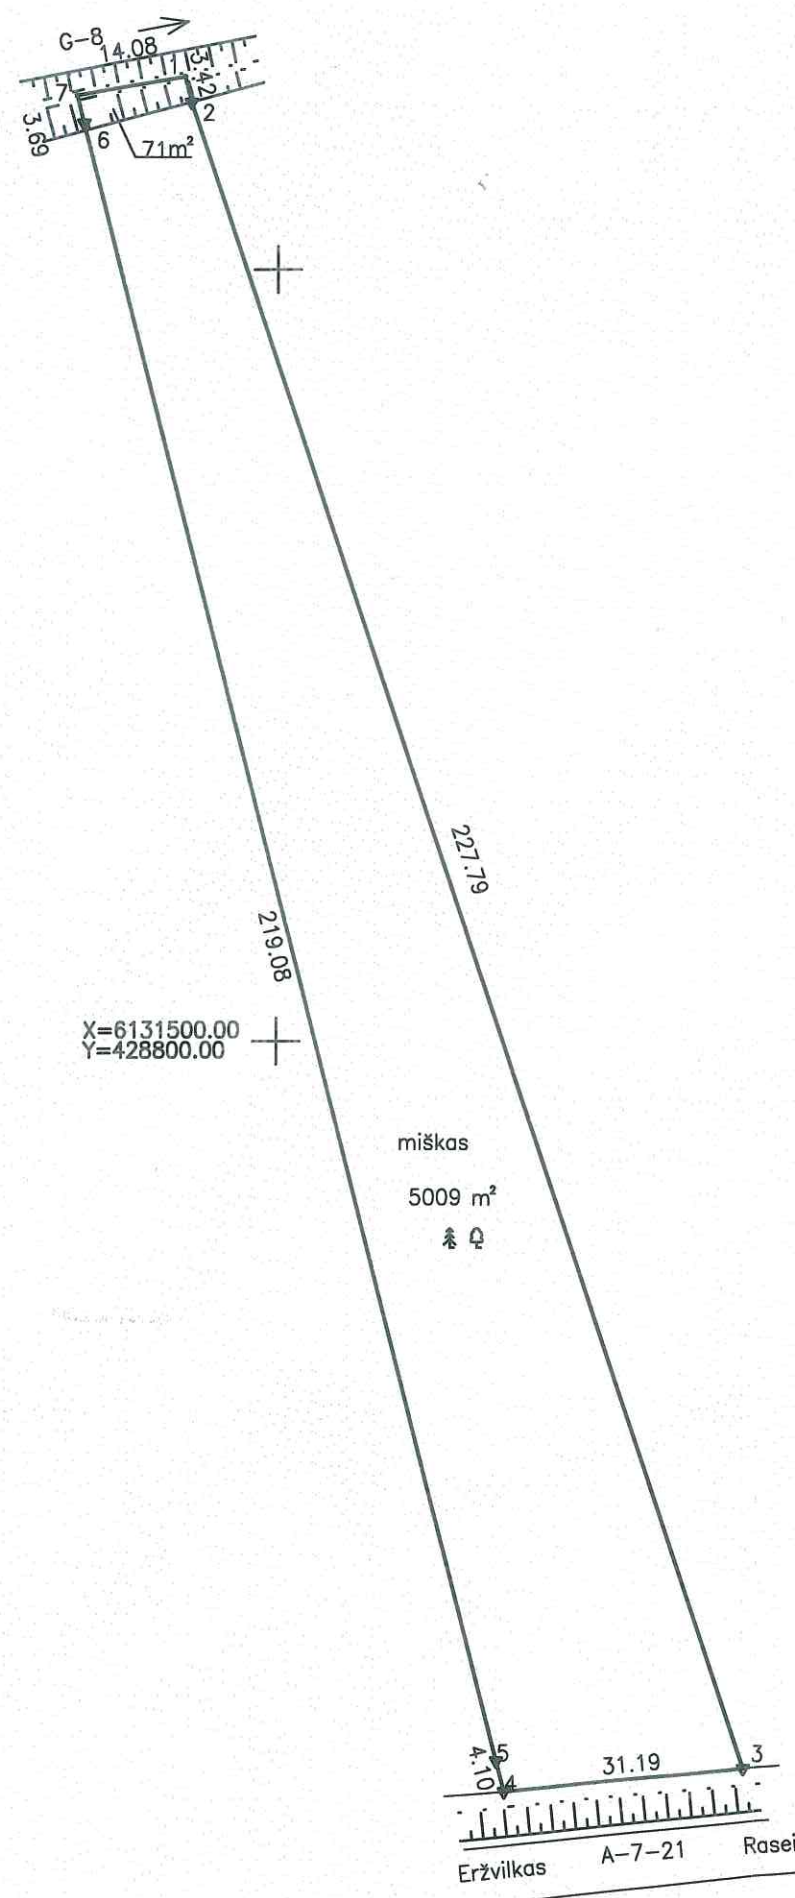 G-8
14.08
1
3.42
7
3.69
6
2
71m²
227.79
219.08
X=6131500.00
Y=428800.00
miškas
5009 m²
5
4.10
4
31.19
3
Eržvilkas
A-7-21
Rasei